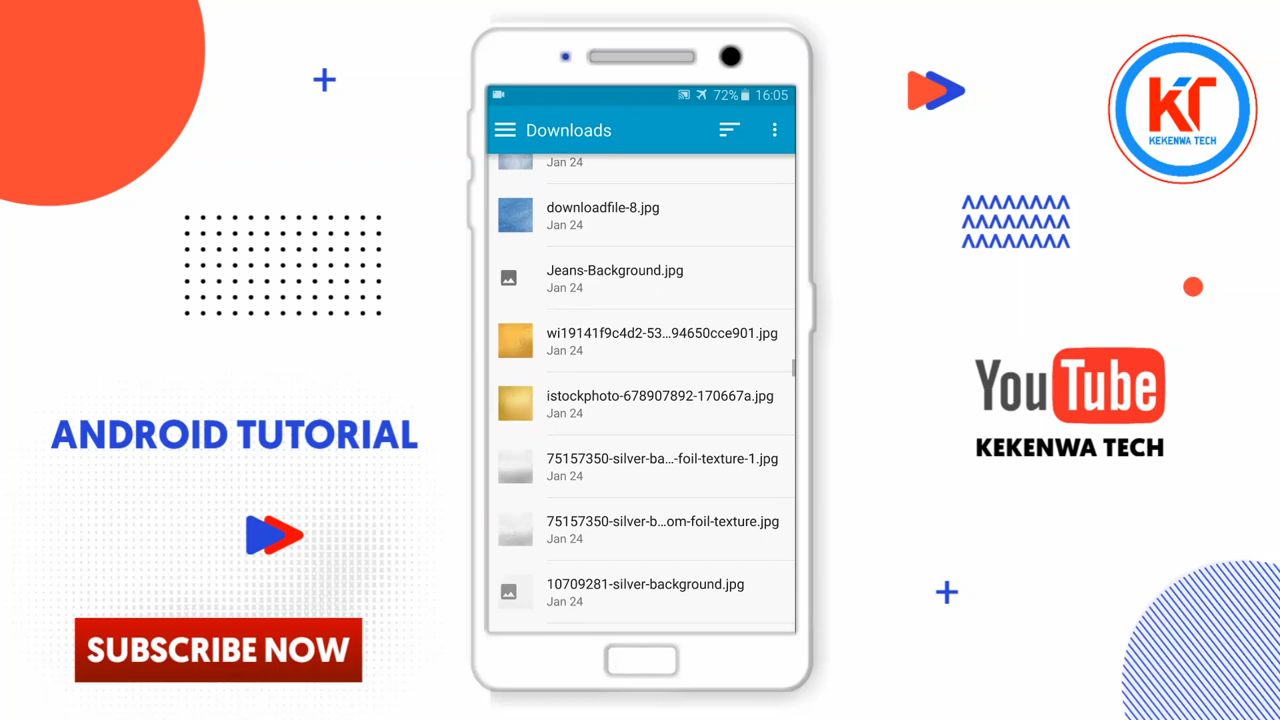 KT
KEKENWA TECH
72% 16:05
Downloads
Jan 24
downloadfile-8.jpg
Jan 24
Jeans-Background.jpg
Jan 24
wi19141f9c4d2-53...94650cce901.jpg
Jan 24
istockphoto-678907892-170667a.jpg
Jan 24
75157350-silver-ba...-foil-texture-1.jpg
Jan 24
75157350-silver-b...om-foil-texture.jpg
Jan 24
10709281-silver-background.jpg
Jan 24
ANDROID TUTORIAL
SUBSCRIBE NOW
YouTube
KEKENWA TECH